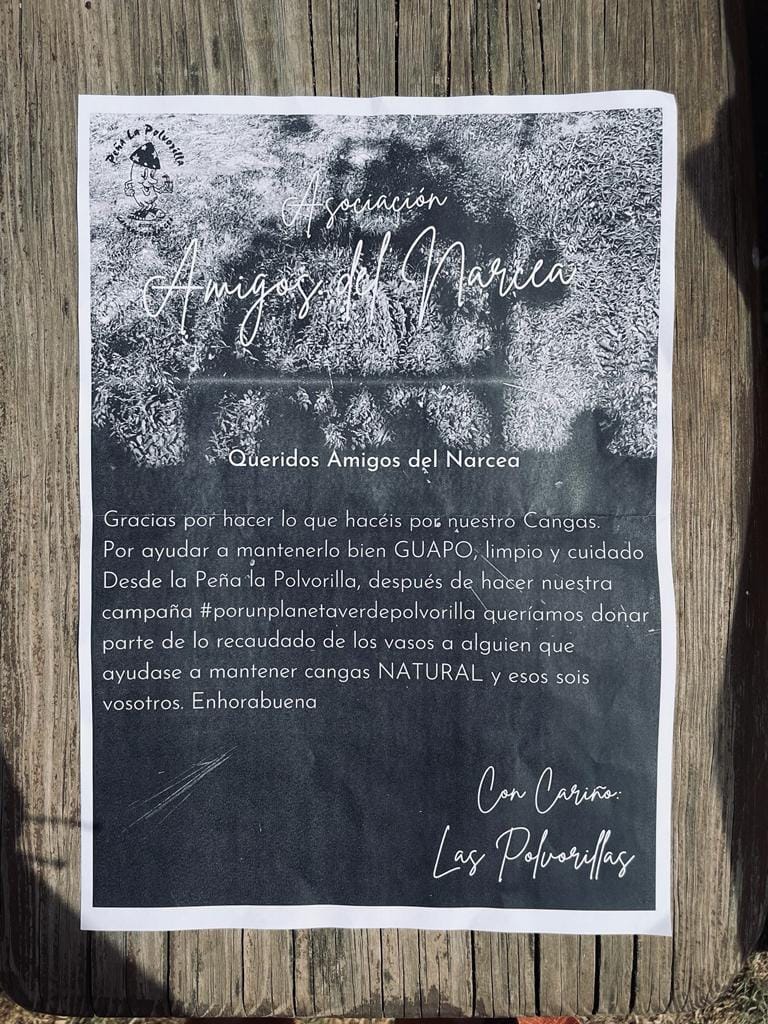 Peña La Polvorilla
Asociación
Amigos del Narcea
Queridos Amigos del Narcea
Gracias por hacer lo que hacéis por nuestro Cangas.
Por ayudar a mantenerlo bien GUAPO, limpio y cuidado
Desde la Peña la Polvorilla, después de hacer nuestra
campaña #porunplanetaverdepolvorilla queríamos donar
parte de lo recaudado de los vasos a alguien que
ayudase a mantener cangas NATURAL y esos sois
vosotros. Enhorabuena
Con Cariño:
Las Polvorillas